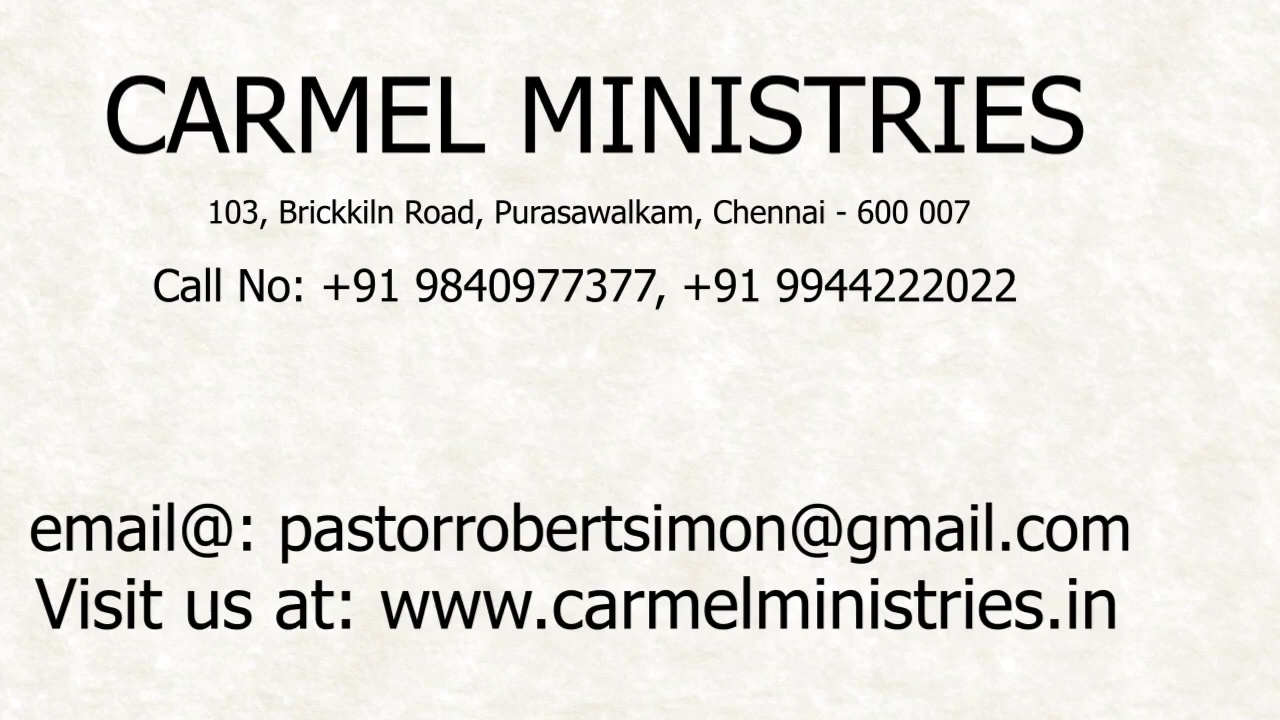 CARMEL MINISTRIES
103, Brickkiln Road, Purasawalkam, Chennai - 600 007
Call No: +91 9840977377, +91 9944222022
email@: pastorrobertsimon@gmail.com
Visit us at: www.carmelministries.in